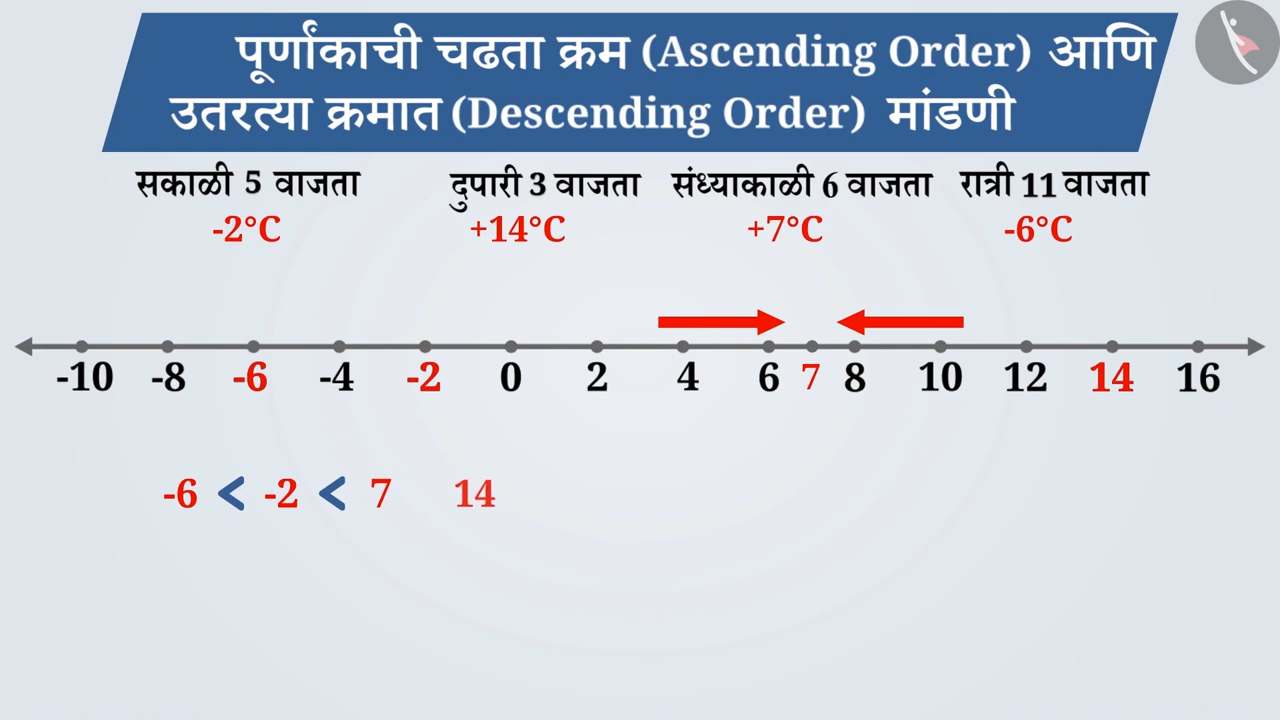 पूर्णांकाची चढता क्रम (Ascending Order) आणि
उतरत्या क्रमात (Descending Order) मांडणी
सकाळी 5 वाजता दुपारी 3 वाजता संध्याकाळी 6 वाजता रात्री 11 वाजता
-2°C +14°C +7°C -6°C
-10 -8 -6 -4 -2 0 2 4 6 7 8 10 12 14 16
-6 < -2 < 7 14